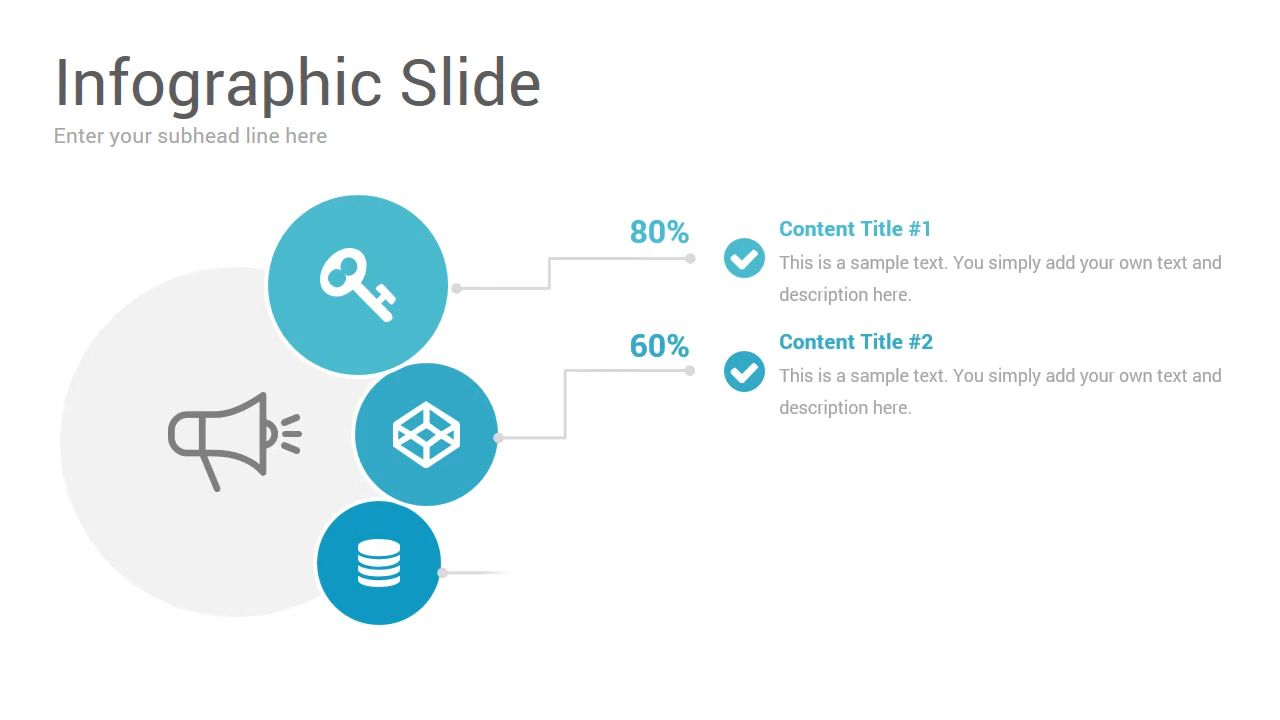 Infographic Slide
Enter your subhead line here
80%
Content Title #1
This is a sample text. You simply add your own text and
description here.
60%
Content Title #2
This is a sample text. You simply add your own text and
description here.